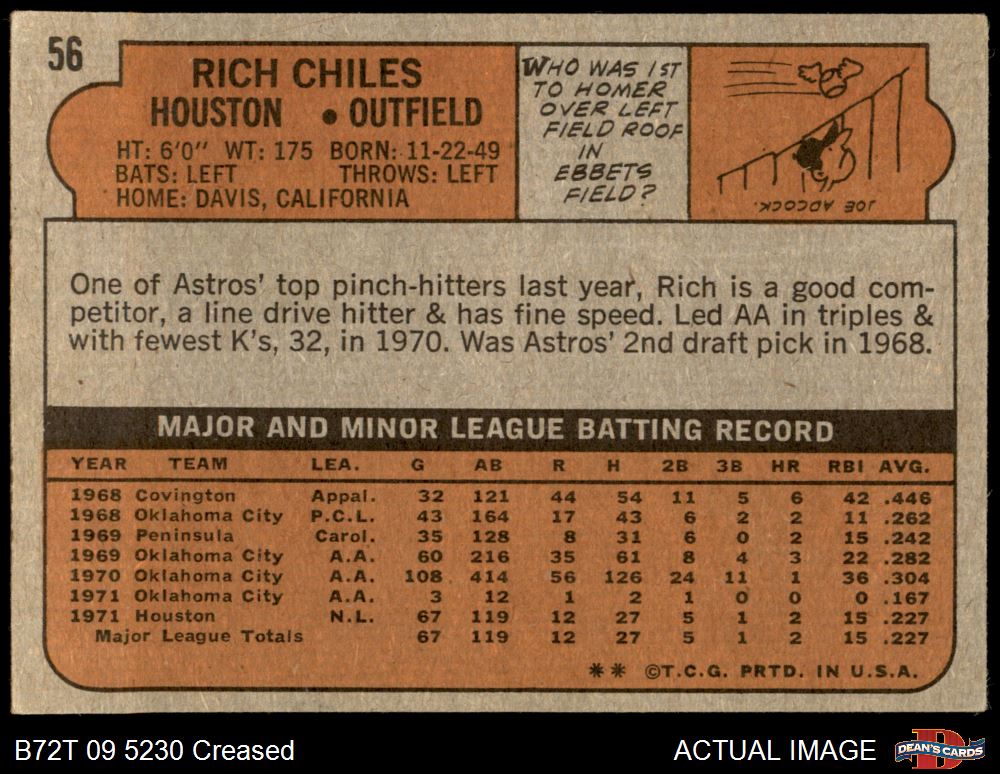 56
RICH CHILES
HOUSTON • OUTFIELD
HT: 6'0" WT: 175 BORN: 11-22-49
BATS: LEFT THROWS: LEFT
HOME: DAVIS, CALIFORNIA
WHO WAS 1ST
TO HOMER
OVER LEFT
FIELD ROOF
IN
EBBETS
FIELD?
JOE ADCOCK.
One of Astros' top pinch-hitters last year, Rich is a good com-
petitor, a line drive hitter & has fine speed. Led AA in triples &
with fewest K's, 32, in 1970. Was Astros' 2nd draft pick in 1968.
MAJOR AND MINOR LEAGUE BATTING RECORD
YEAR TEAM LEA. G AB R H 2B 3B HR RBI AVG.
1968 Covington Appal. 32 121 44 54 11 5 6 42 .446
1968 Oklahoma City P.C.L. 43 164 17 43 6 2 2 11 .262
1969 Peninsula Carol. 35 128 8 31 6 0 2 15 .242
1969 Oklahoma City A.A. 60 216 35 61 8 4 3 22 .282
1970 Oklahoma City A.A. 108 414 56 126 24 11 1 36 .304
1971 Oklahoma City A.A. 3 12 1 2 1 0 0 0 .167
1971 Houston N.L. 67 119 12 27 5 1 2 15 .227
Major League Totals 67 119 12 27 5 1 2 15 .227
** ©T.C.G. PRTD. IN U.S.A.
B72T 09 5230 Creased
ACTUAL IMAGE
D
DEAN'S CARDS